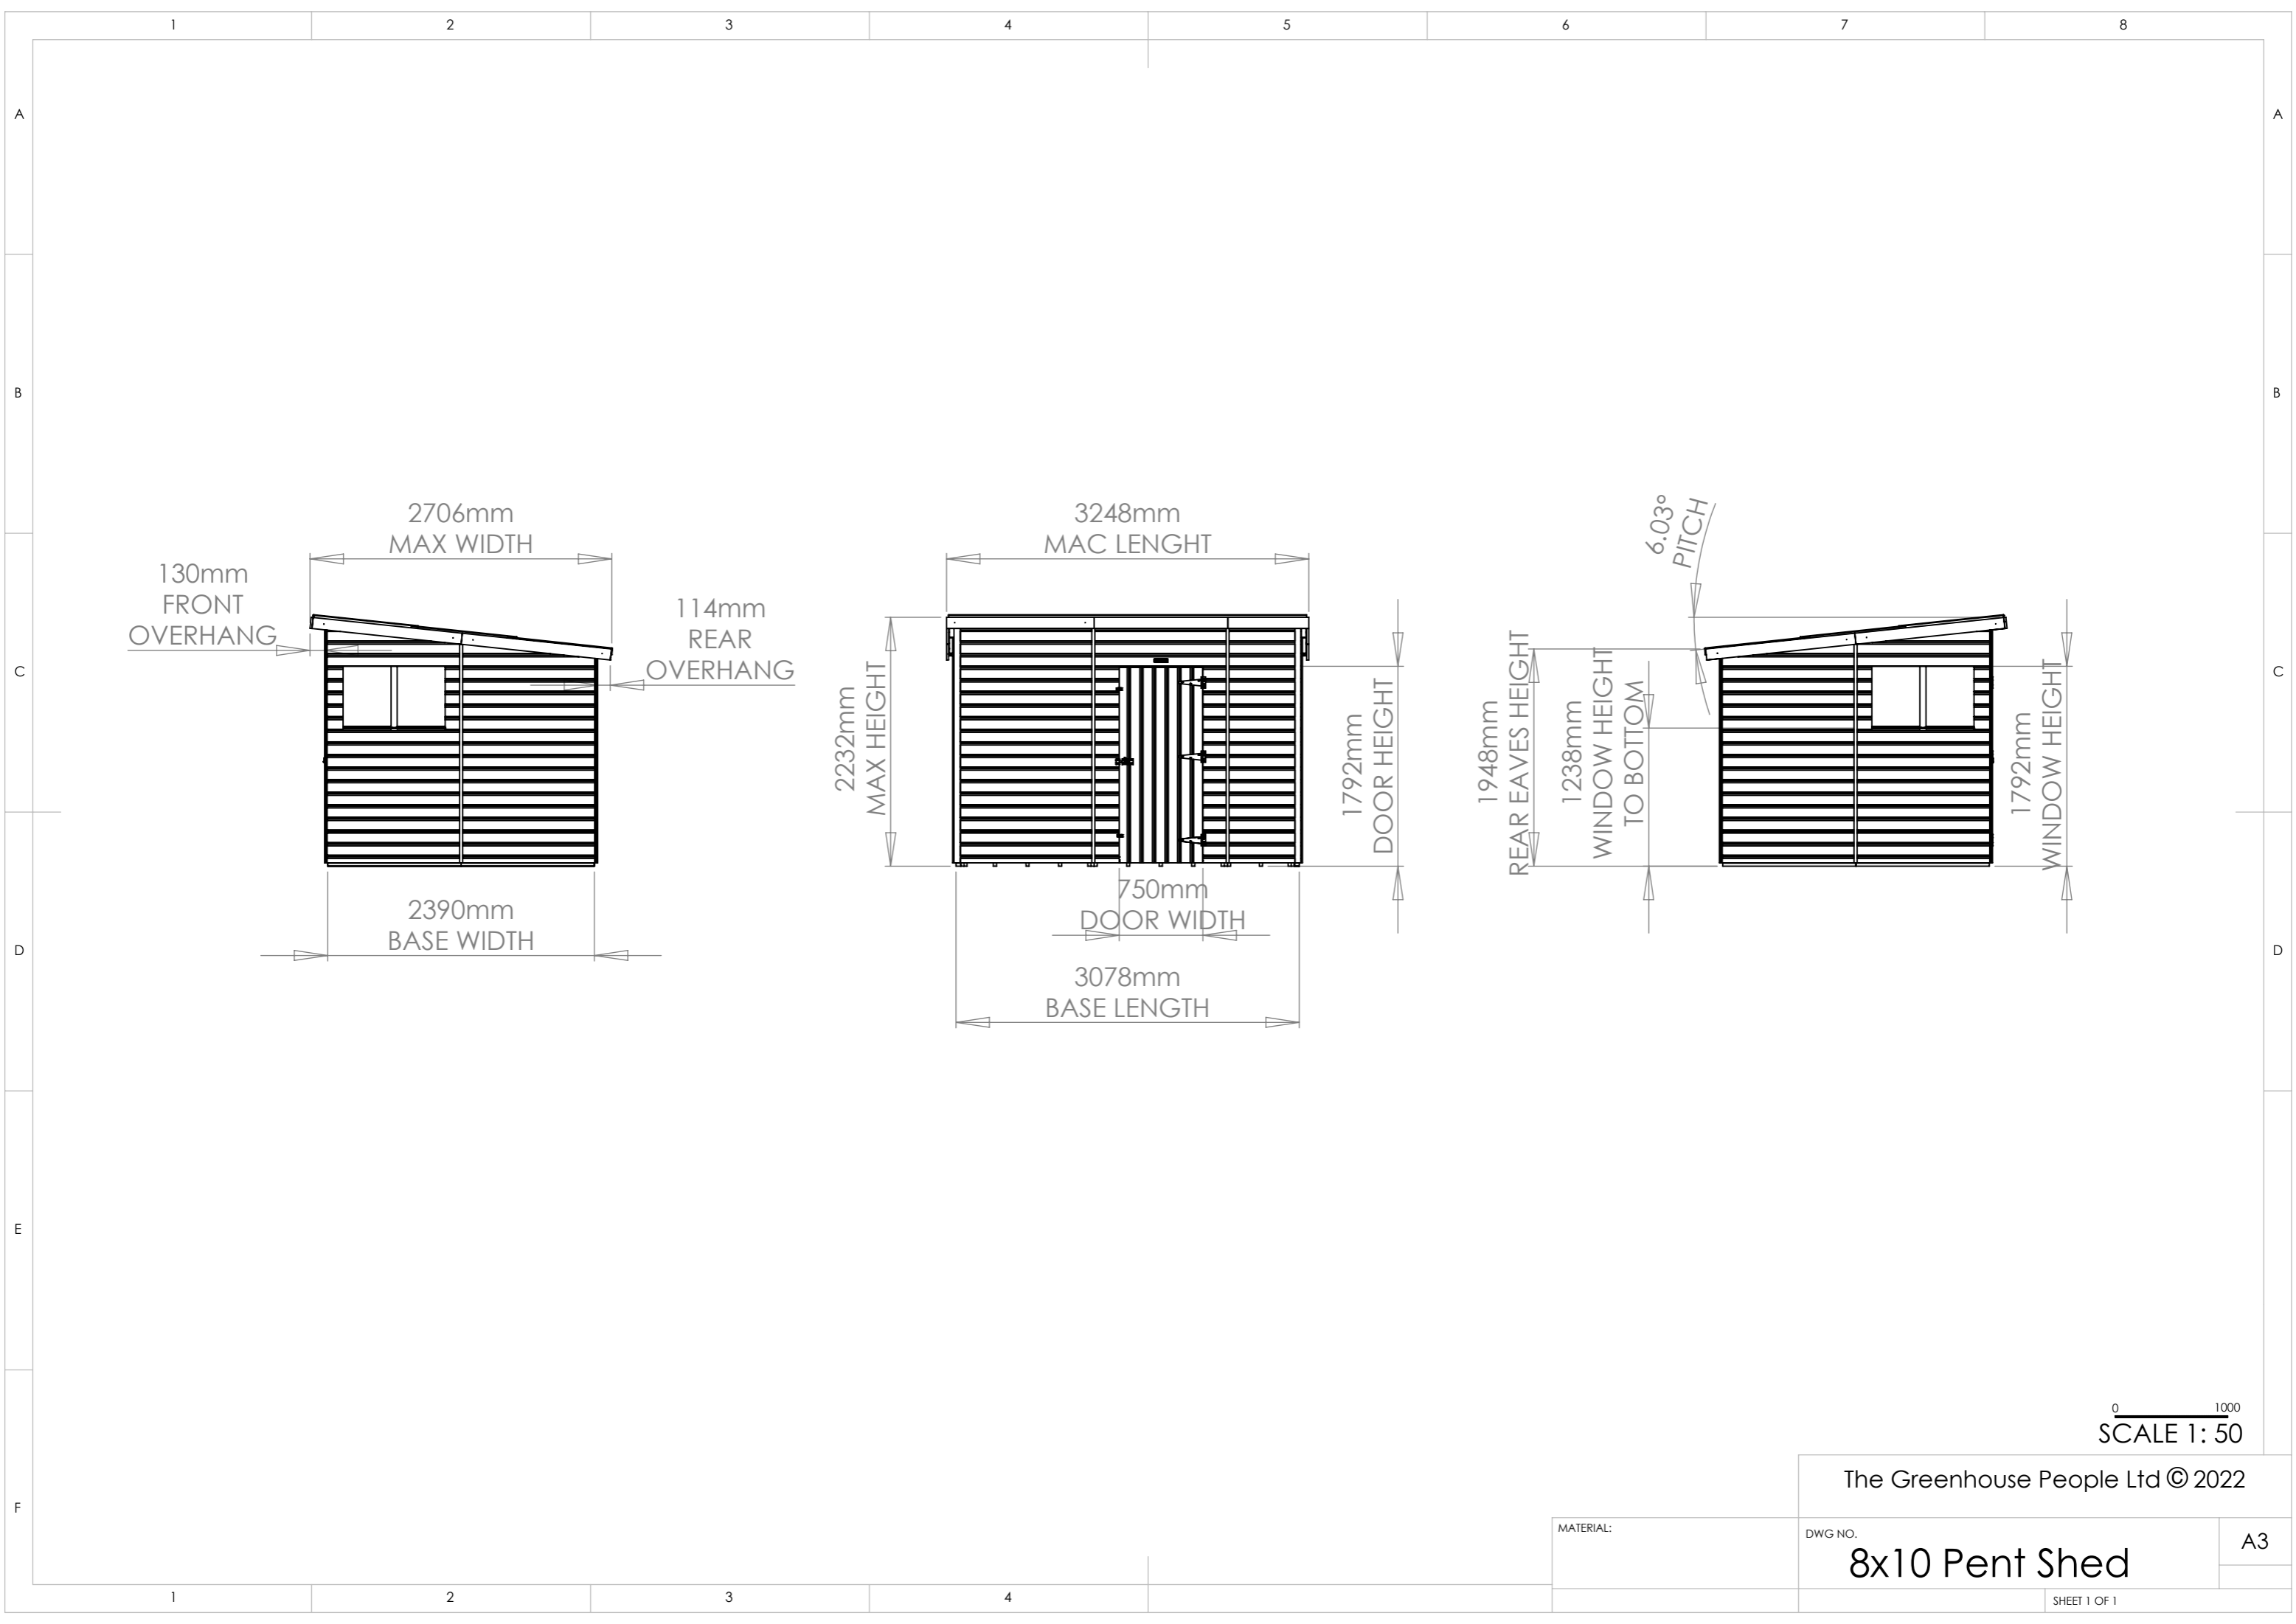 1 2 3 4 5 6 7 8
A A
B B
C C
D D
E
F
2706mm
MAX WIDTH
130mm
FRONT
OVERHANG
114mm
REAR
OVERHANG
2390mm
BASE WIDTH
3248mm
MAC LENGHT
2232mm
MAX HEIGHT
1792mm
DOOR HEIGHT
750mm
DOOR WIDTH
3078mm
BASE LENGTH
6.03°
PITCH
1948mm
REAR EAVES HEIGHT
1238mm
WINDOW HEIGHT
TO BOTTOM
1792mm
WINDOW HEIGHT
0 1000
SCALE 1: 50
The Greenhouse People Ltd © 2022
MATERIAL:
DWG NO.
8x10 Pent Shed
A3
SHEET 1 OF 1
1 2 3 4